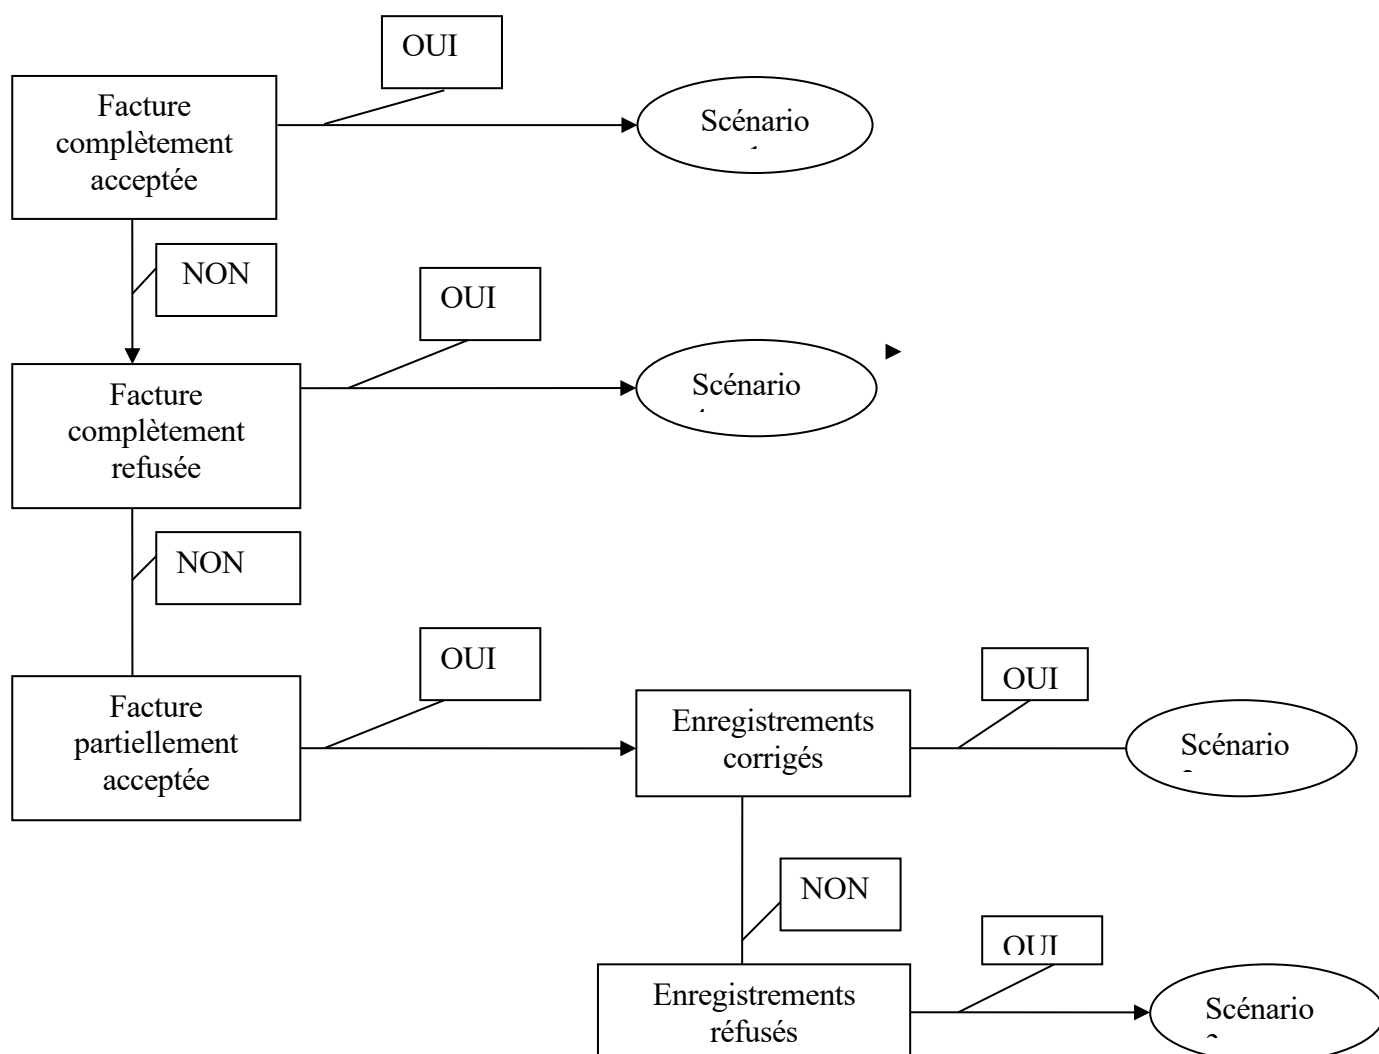 OUI
Facture
complètement
acceptée
Scénario
NON
OUI
Facture
complètement
refusée
Scénario
NON
OUI
Facture
partiellement
acceptée
Enregistrements
corrigés
OUI
Scénario
NON
OUI
Enregistrements
réfusés
Scénario